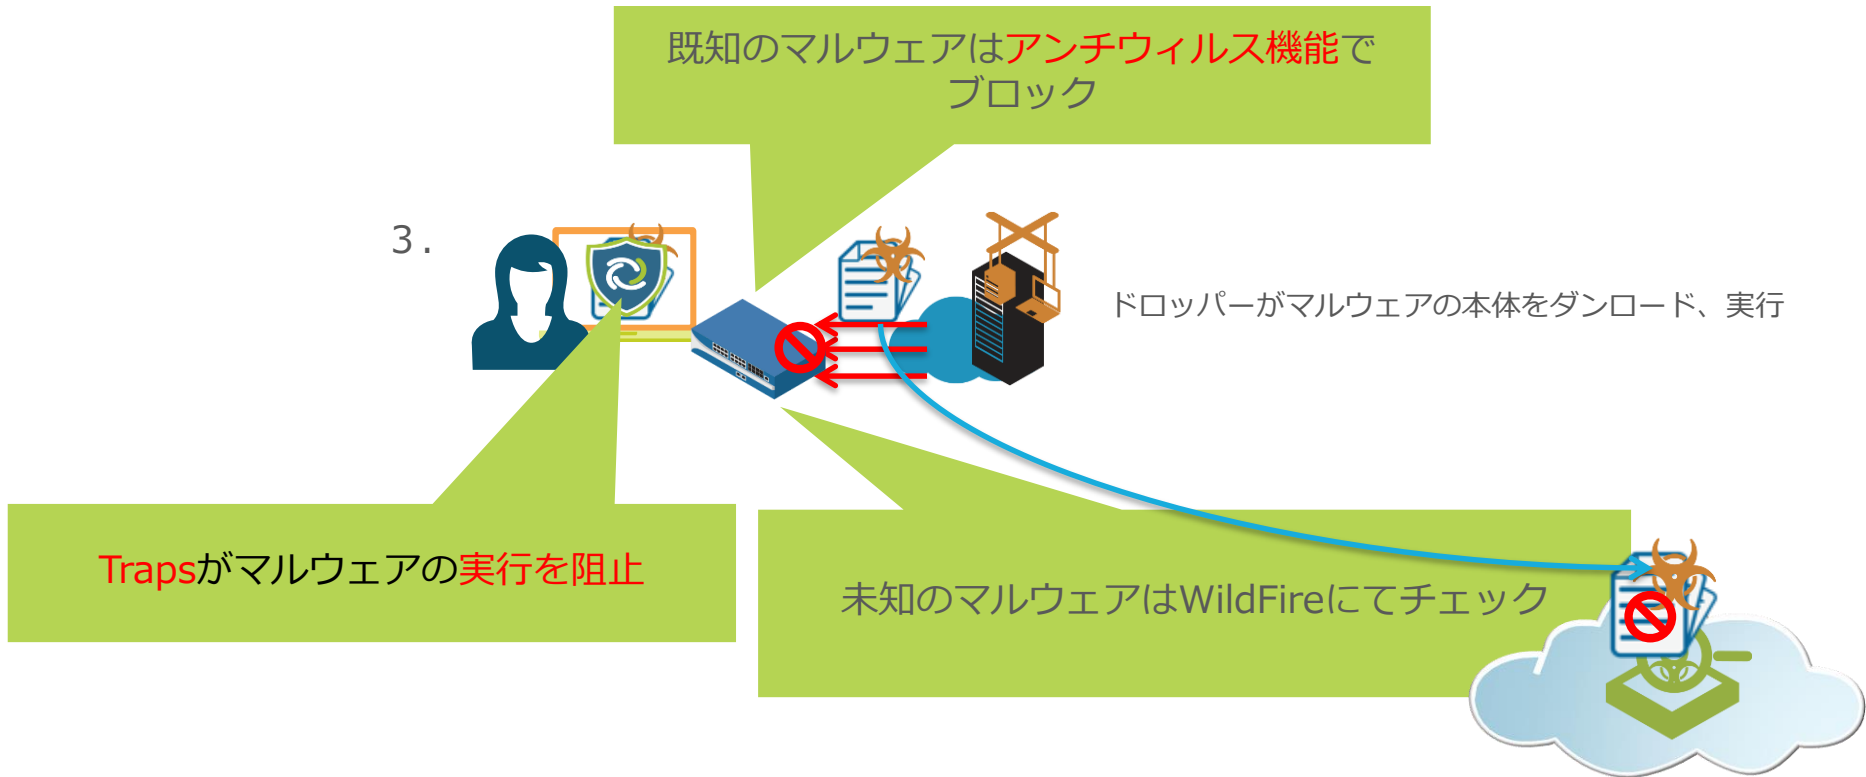 既知のマルウェアはアンチウィルス機能で
ブロック
3.
ドロッパーがマルウェアの本体をダンロード、実行
Trapsがマルウェアの実行を阻止
未知のマルウェアはWildFireにてチェック